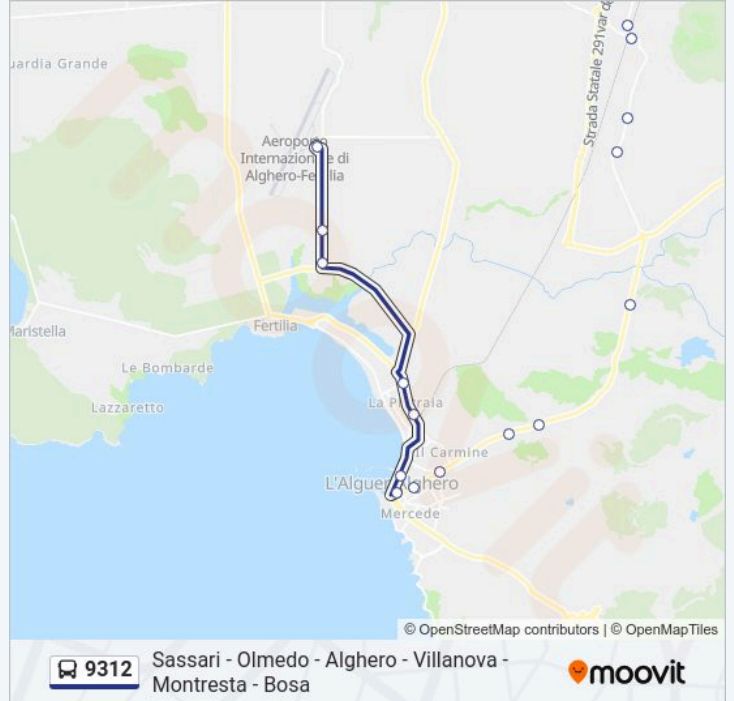 uardia Grande
Strada Statale 291var d
Aeroporto
Internazionale di
Alghero-Fertilia
Maristella
Fertilia
Le Bombarde
Lazzaretto
La Pietraia
Il Carmine
L'Alguer/Alghero
Mercede
© OpenStreetMap contributors | © OpenMapTiles
9312
Sassari - Olmedo - Alghero - Villanova -
Montresta - Bosa
moovit